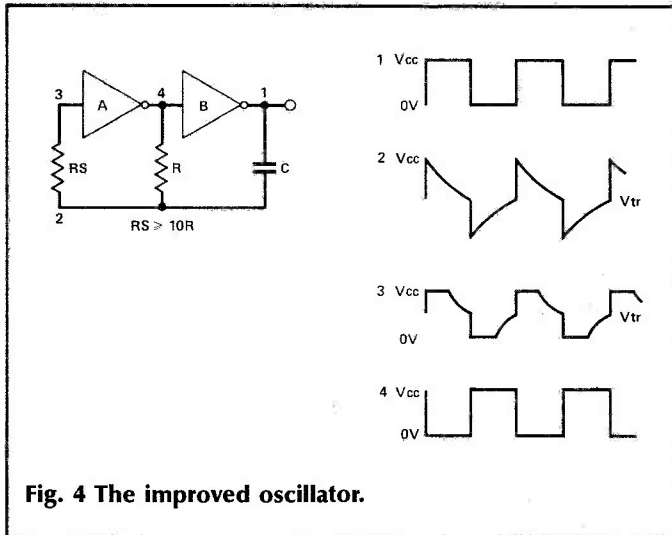 3
A
4
B
1
RS
R
C
2
RS ⩾ 10R
1 Vcc
0V
2 Vcc
Vtr
3 Vcc
Vtr
0V
4 Vcc
0V
Fig. 4 The improved oscillator.